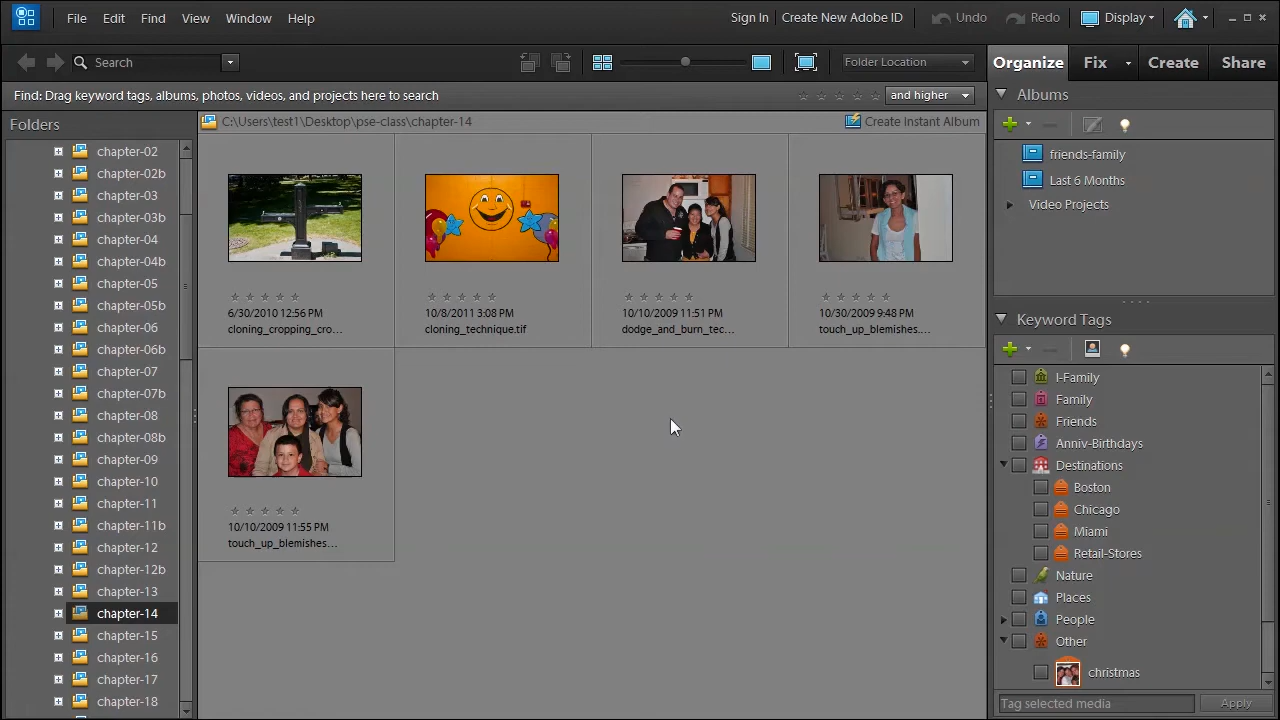 File Edit Find View Window Help
Sign In Create New Adobe ID Undo Redo Display
Search Folder Location
Organize Fix Create Share
Find: Drag keyword tags, albums, photos, videos, and projects here to search and higher
Folders
chapter-02
chapter-02b
chapter-03
chapter-03b
chapter-04
chapter-04b
chapter-05
chapter-05b
chapter-06
chapter-06b
chapter-07
chapter-07b
chapter-08
chapter-08b
chapter-09
chapter-10
chapter-11
chapter-11b
chapter-12
chapter-12b
chapter-13
chapter-14
chapter-15
chapter-16
chapter-17
chapter-18
C:\Users\test1\Desktop\pse-class\chapter-14 Create Instant Album
6/30/2010 12:56 PM
cloning_cropping_cro...
10/8/2011 3:08 PM
cloning_technique.tif
10/10/2009 11:51 PM
dodge_and_burn_tec...
10/30/2009 9:48 PM
touch_up_blemishes....
10/10/2009 11:55 PM
touch_up_blemishes...
Albums
friends-family
Last 6 Months
Video Projects
Keyword Tags
I-Family
Family
Friends
Anniv-Birthdays
Destinations
Boston
Chicago
Miami
Retail-Stores
Nature
Places
People
Other
christmas
Tag selected media Apply